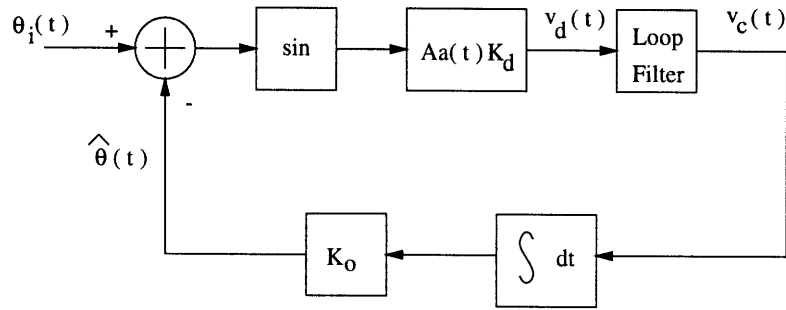 θi(t)
+
-
sin
Aa(t)Kd
vd(t)
Loop
Filter
vc(t)
θ̂(t)
Ko
∫ dt